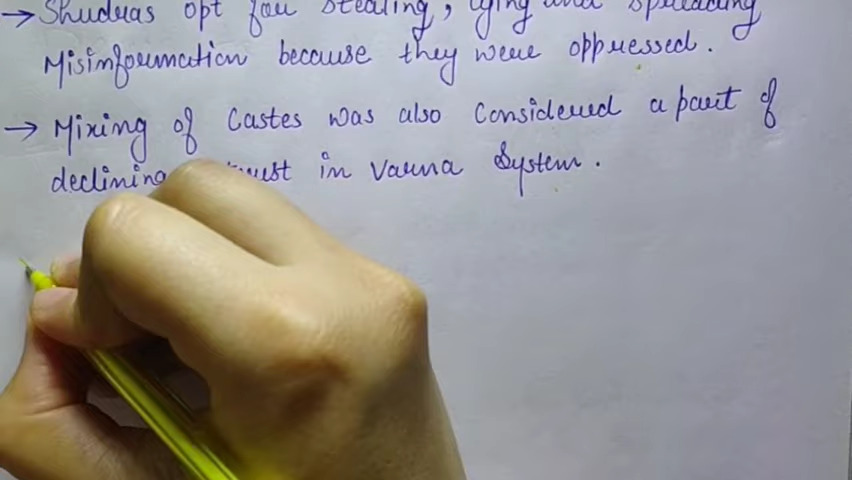 → Shudras opt for stealing, lying and spreading
Misinformation because they were oppressed.
→ Mixing of Castes was also Considered a part of
declining in Varna System.